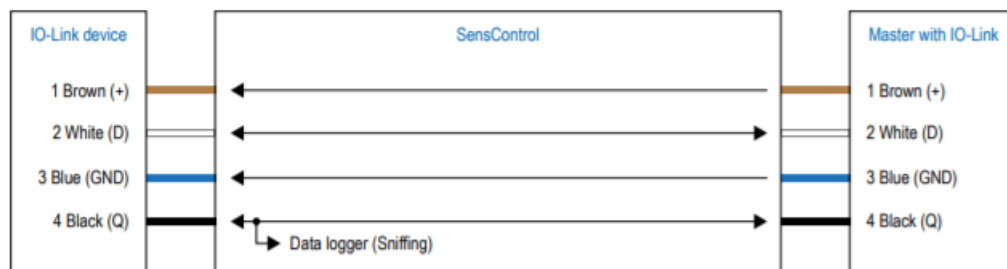 IO-Link device
SensControl
Master with IO-Link
1 Brown (+)
1 Brown (+)
2 White (D)
2 White (D)
3 Blue (GND)
3 Blue (GND)
4 Black (Q)
4 Black (Q)
Data logger (Sniffing)